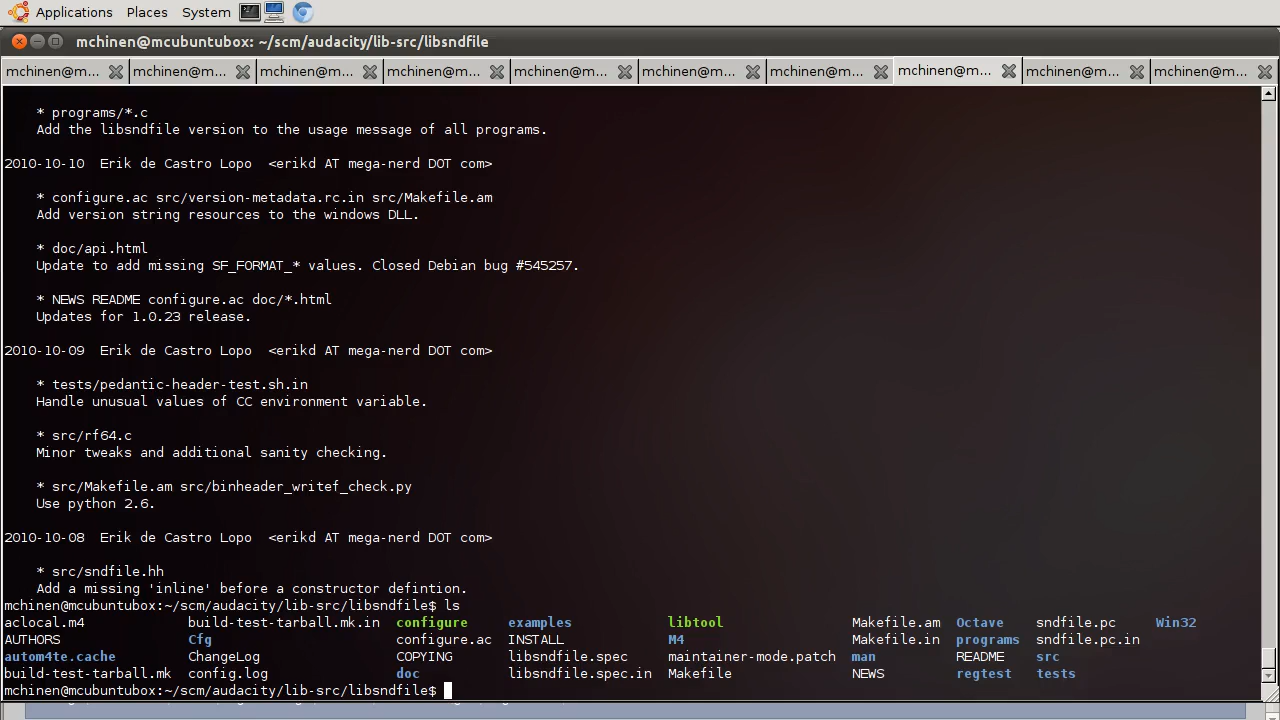 Applications Places System
mchinen@mcubuntubox: ~/scm/audacity/lib-src/libsndfile
mchinen@m... mchinen@m... mchinen@m... mchinen@m... mchinen@m... mchinen@m... mchinen@m... mchinen@m... mchinen@m... mchinen@m...
* programs/*.c
Add the libsndfile version to the usage message of all programs.
2010-10-10 Erik de Castro Lopo <erikd AT mega-nerd DOT com>
* configure.ac src/version-metadata.rc.in src/Makefile.am
Add version string resources to the windows DLL.
* doc/api.html
Update to add missing SF_FORMAT_* values. Closed Debian bug #545257.
* NEWS README configure.ac doc/*.html
Updates for 1.0.23 release.
2010-10-09 Erik de Castro Lopo <erikd AT mega-nerd DOT com>
* tests/pedantic-header-test.sh.in
Handle unusual values of CC environment variable.
* src/rf64.c
Minor tweaks and additional sanity checking.
* src/Makefile.am src/binheader_writef_check.py
Use python 2.6.
2010-10-08 Erik de Castro Lopo <erikd AT mega-nerd DOT com>
* src/sndfile.hh
Add a missing 'inline' before a constructor defintion.
mchinen@mcubuntubox:~/scm/audacity/lib-src/libsndfile$ ls
aclocal.m4 build-test-tarball.mk.in configure examples libtool Makefile.am Octave sndfile.pc Win32
AUTHORS Cfg configure.ac INSTALL M4 Makefile.in programs sndfile.pc.in
autom4te.cache ChangeLog COPYING libsndfile.spec maintainer-mode.patch man README src
build-test-tarball.mk config.log doc libsndfile.spec.in Makefile NEWS regtest tests
mchinen@mcubuntubox:~/scm/audacity/lib-src/libsndfile$